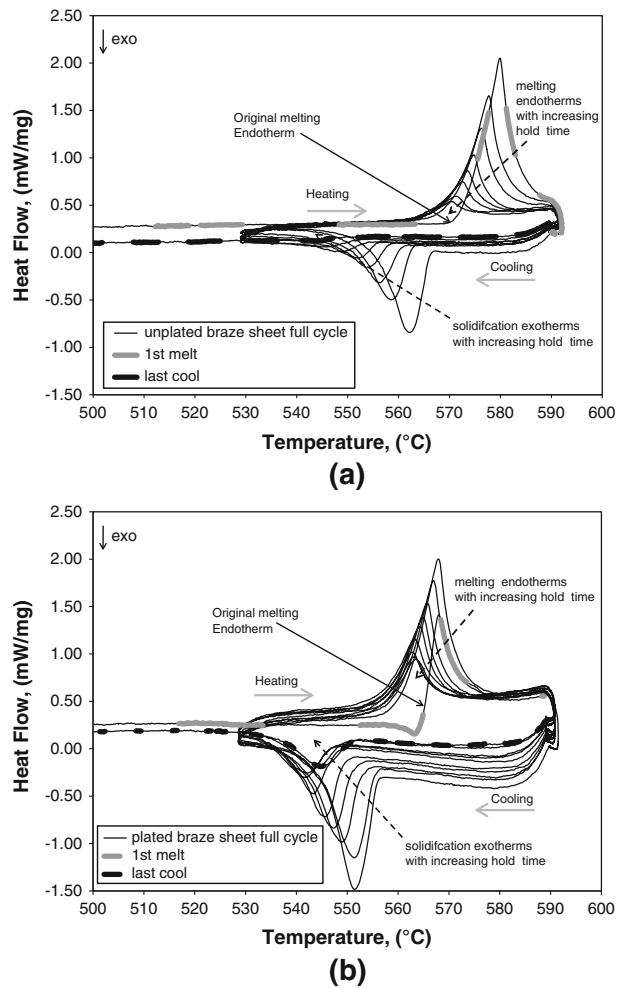 2.50
2.00
1.50
1.00
0.50
0.00
-0.50
-1.00
-1.50
Heat Flow, (mW/mg)
exo
Original melting
Endotherm
melting
endotherms
with increasing
hold time
Heating
Cooling
solidifcation exotherms
with increasing hold time
unplated braze sheet full cycle
1st melt
last cool
500 510 520 530 540 550 560 570 580 590 600
Temperature, (°C)
(a)
2.50
2.00
1.50
1.00
0.50
0.00
-0.50
-1.00
-1.50
Heat Flow, (mW/mg)
exo
melting endotherms
with increasing hold time
Original melting
Endotherm
Heating
Cooling
solidifcation exotherms
with increasing hold time
plated braze sheet full cycle
1st melt
last cool
500 510 520 530 540 550 560 570 580 590 600
Temperature, (°C)
(b)